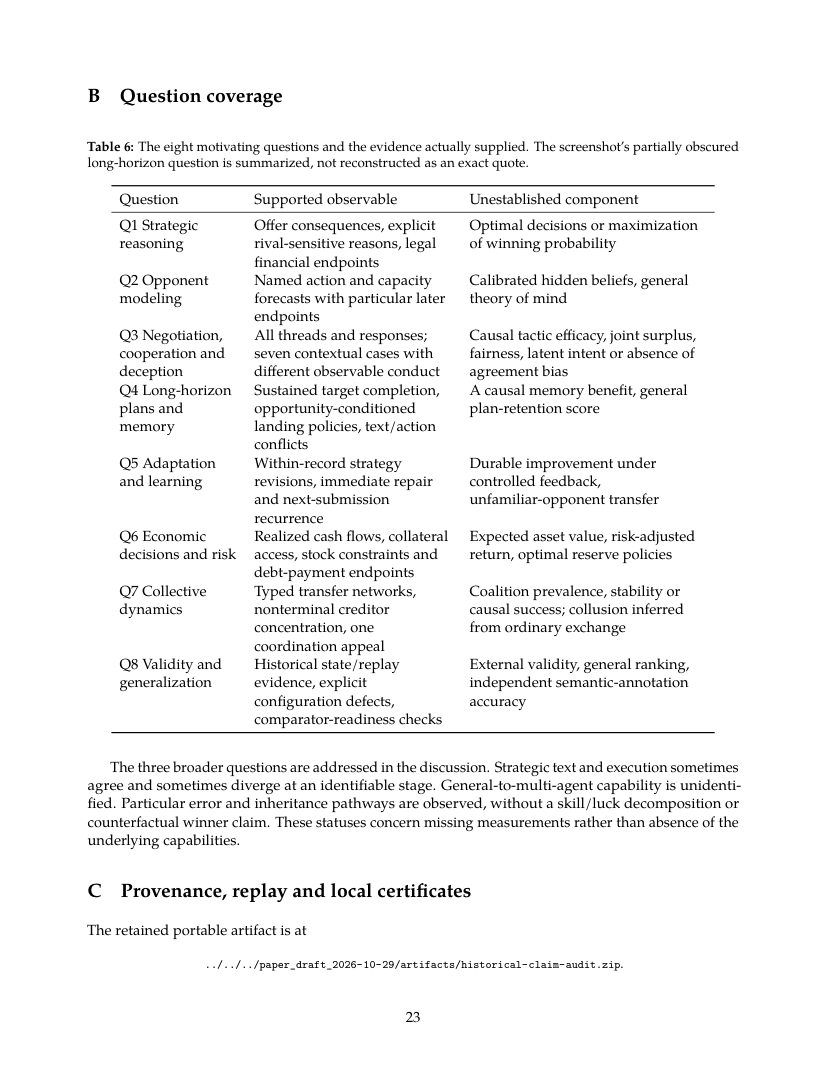 B Question coverage
Table 6: The eight motivating questions and the evidence actually supplied. The screenshot's partially obscured
long-horizon question is summarized, not reconstructed as an exact quote.
Question Supported observable Unestablished component
Q1 Strategic Offer consequences, explicit Optimal decisions or maximization
reasoning rival-sensitive reasons, legal of winning probability
financial endpoints
Q2 Opponent Named action and capacity Calibrated hidden beliefs, general
modeling forecasts with particular later theory of mind
endpoints
Q3 Negotiation, All threads and responses; Causal tactic efficacy, joint surplus,
cooperation and seven contextual cases with fairness, latent intent or absence of
deception different observable conduct agreement bias
Q4 Long-horizon Sustained target completion, A causal memory benefit, general
plans and opportunity-conditioned plan-retention score
memory landing policies, text/action
conflicts
Q5 Adaptation Within-record strategy Durable improvement under
and learning revisions, immediate repair controlled feedback,
and next-submission unfamiliar-opponent transfer
recurrence
Q6 Economic Realized cash flows, collateral Expected asset value, risk-adjusted
decisions and risk access, stock constraints and return, optimal reserve policies
debt-payment endpoints
Q7 Collective Typed transfer networks, Coalition prevalence, stability or
dynamics nonterminal creditor causal success; collusion inferred
concentration, one from ordinary exchange
coordination appeal
Q8 Validity and Historical state/replay External validity, general ranking,
generalization evidence, explicit independent semantic-annotation
configuration defects, accuracy
comparator-readiness checks
The three broader questions are addressed in the discussion. Strategic text and execution sometimes
agree and sometimes diverge at an identifiable stage. General-to-multi-agent capability is unidenti-
fied. Particular error and inheritance pathways are observed, without a skill/luck decomposition or
counterfactual winner claim. These statuses concern missing measurements rather than absence of the
underlying capabilities.
C Provenance, replay and local certificates
The retained portable artifact is at
../../../paper_draft_2026-10-29/artifacts/historical-claim-audit.zip.
23